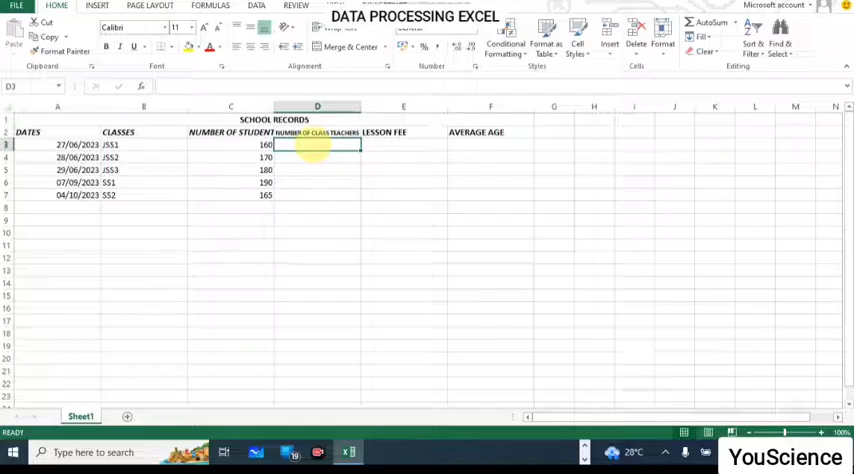 DATA PROCESSING EXCEL
Microsoft account
FILE HOME INSERT PAGE LAYOUT FORMULAS DATA REVIEW
Cut
Copy
Paste
Format Painter
Clipboard
Calibri 11
B I U
Font
Merge & Center
Alignment
General
%
Number
Conditional Formatting
Format as Table
Cell Styles
Styles
Insert Delete Format
Cells
AutoSum
Fill
Clear
Sort & Filter
Find & Select
Editing
D3
fx
A B C D E F G H I J K L M N
1 SCHOOL RECORDS
2 DATES CLASSES NUMBER OF STUDENT NUMBER OF CLASS TEACHERS LESSON FEE AVERAGE AGE
3 27/06/2023 JSS1 160
4 28/06/2023 JSS2 170
5 29/06/2023 JSS3 180
6 07/09/2023 SS1 190
7 04/10/2023 SS2 165
8
9
10
11
12
13
14
15
16
17
18
19
20
21
22
23
Sheet1
READY
100%
Type here to search
19
28°C
YouScience